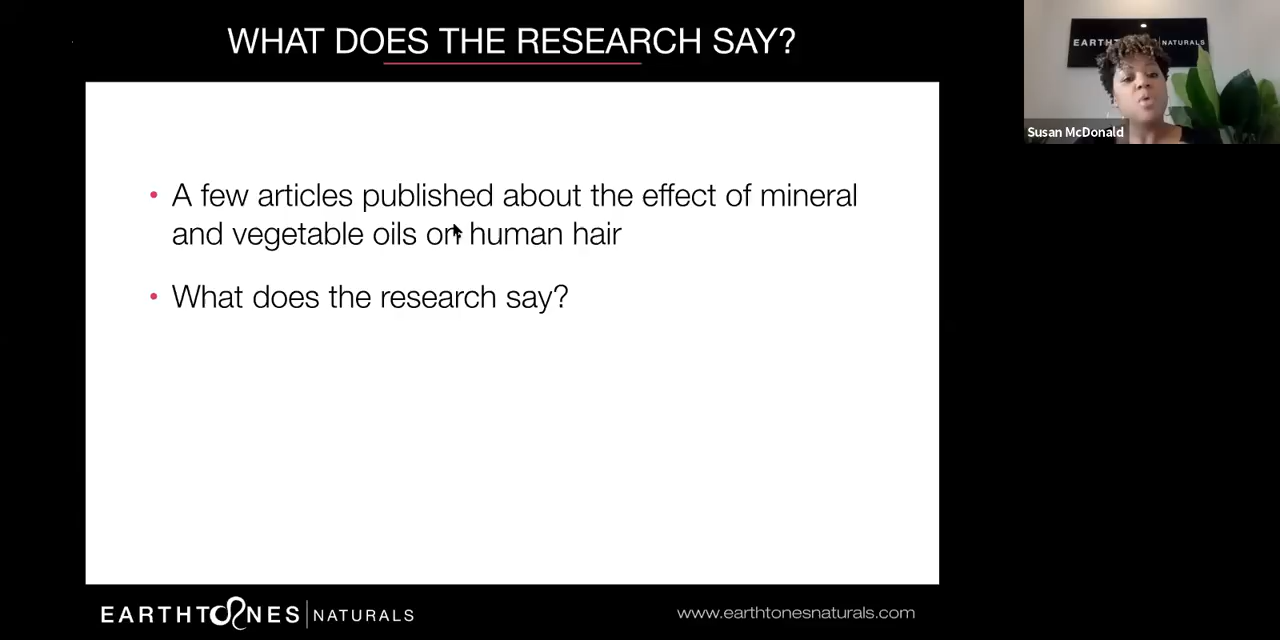 WHAT DOES THE RESEARCH SAY?
EARTHT NATURALS
Susan McDonald
• A few articles published about the effect of mineral
and vegetable oils on human hair
• What does the research say?
EARTHTONES NATURALS
www.earthtonesnaturals.com